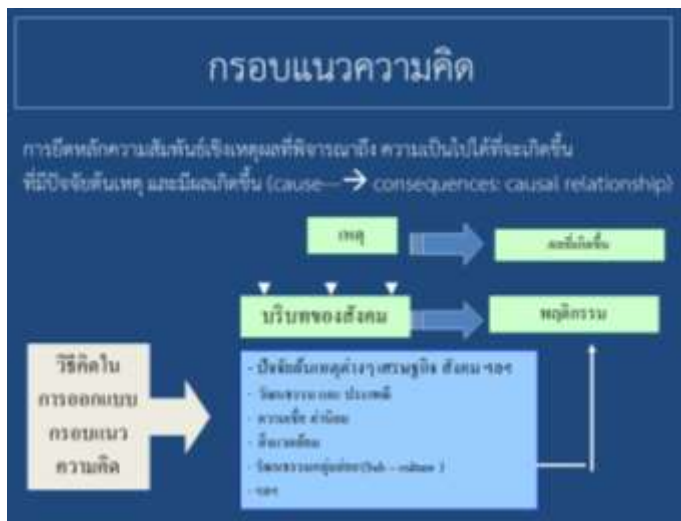 กรอบแนวความคิด
การยึดหลักความสัมพันธ์เชิงเหตุผลที่พิจารณาถึง ความเป็นไปได้ที่จะเกิดขึ้น
ที่มีปัจจัยต้นเหตุ และมีผลเกิดขึ้น (cause---→ consequences: causal relationship)
เหตุ
ผลที่เกิดขึ้น
บริบทของสังคม
พฤติกรรม
วิธีคิดใน
การออกแบบ
กรอบแนว
ความคิด
- ปัจจัยต้นเหตุต่างๆ เศรษฐกิจ สังคม ฯลฯ
- วัฒนธรรม และ ประเพณี
- ความเชื่อ ค่านิยม
- สิ่งแวดล้อม
- วัฒนธรรมกลุ่มย่อย (Sub - culture )
- ฯลฯ